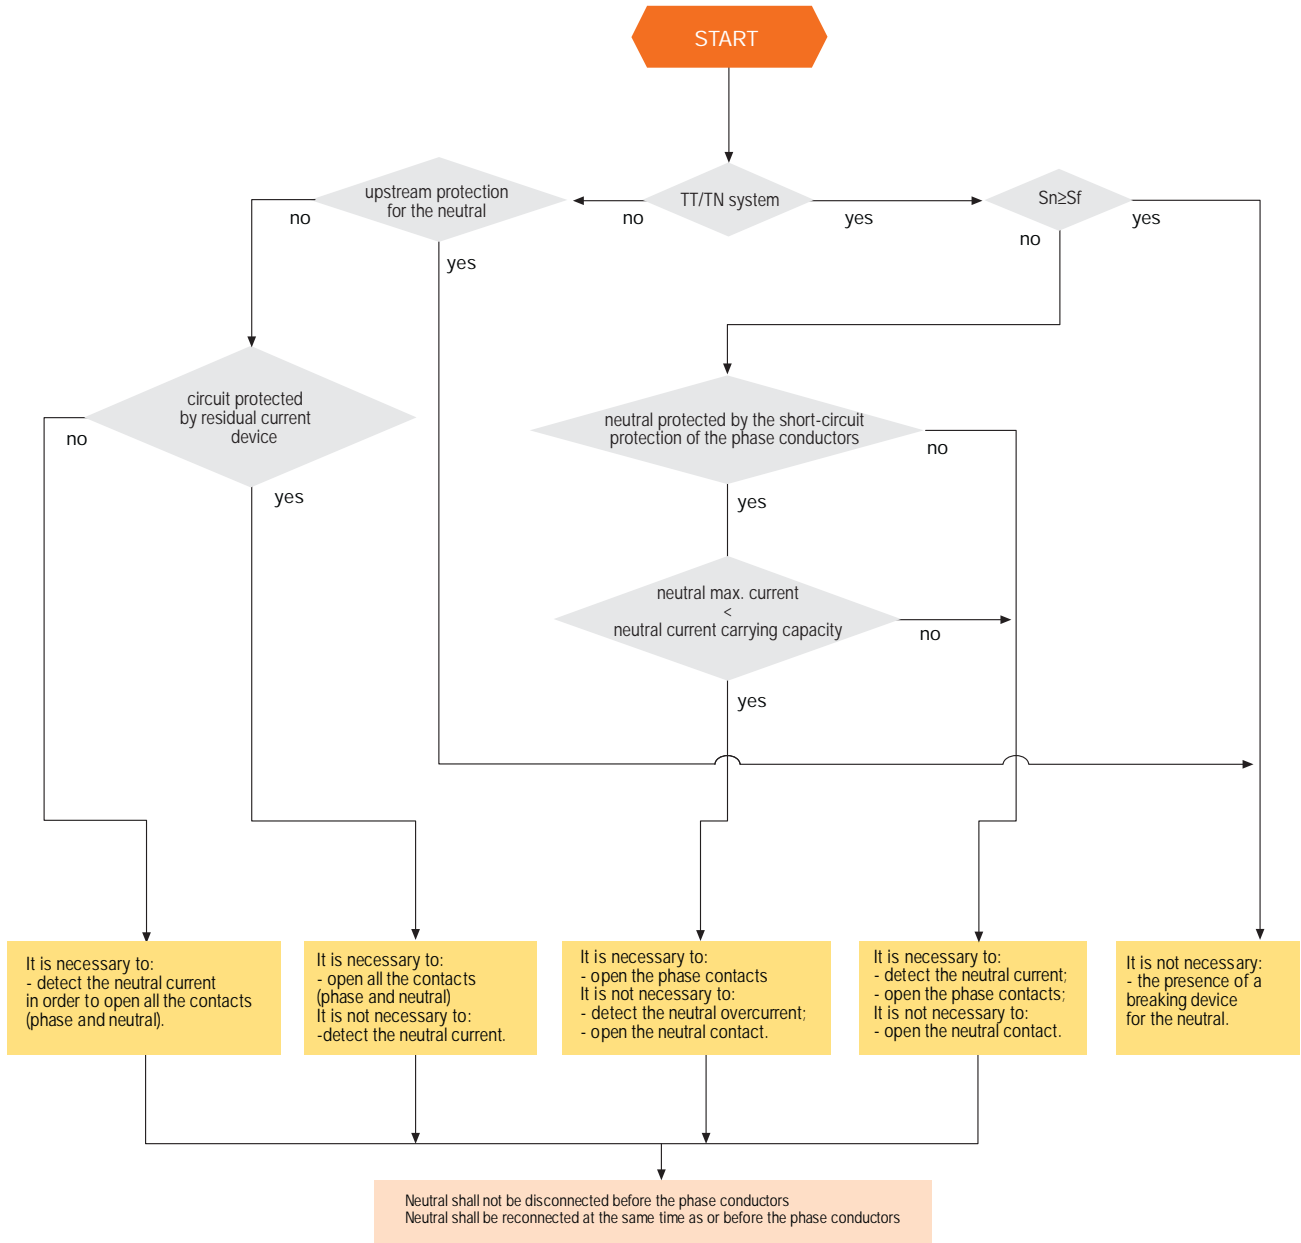 START
upstream protection
for the neutral
TT/TN system
Sn≥Sf
no
no
yes
yes
no
yes
circuit protected
by residual current
device
no
yes
neutral protected by the short-circuit
protection of the phase conductors
no
yes
neutral max. current
<
neutral current carrying capacity
no
yes
It is necessary to:
- detect the neutral current
in order to open all the contacts
(phase and neutral).
It is necessary to:
- open all the contacts
(phase and neutral)
It is not necessary to:
-detect the neutral current.
It is necessary to:
- open the phase contacts
It is not necessary to:
- detect the neutral overcurrent;
- open the neutral contact.
It is necessary to:
- detect the neutral current;
- open the phase contacts;
It is not necessary to:
- open the neutral contact.
It is not necessary:
- the presence of a
breaking device
for the neutral.
Neutral shall not be disconnected before the phase conductors
Neutral shall be reconnected at the same time as or before the phase conductors